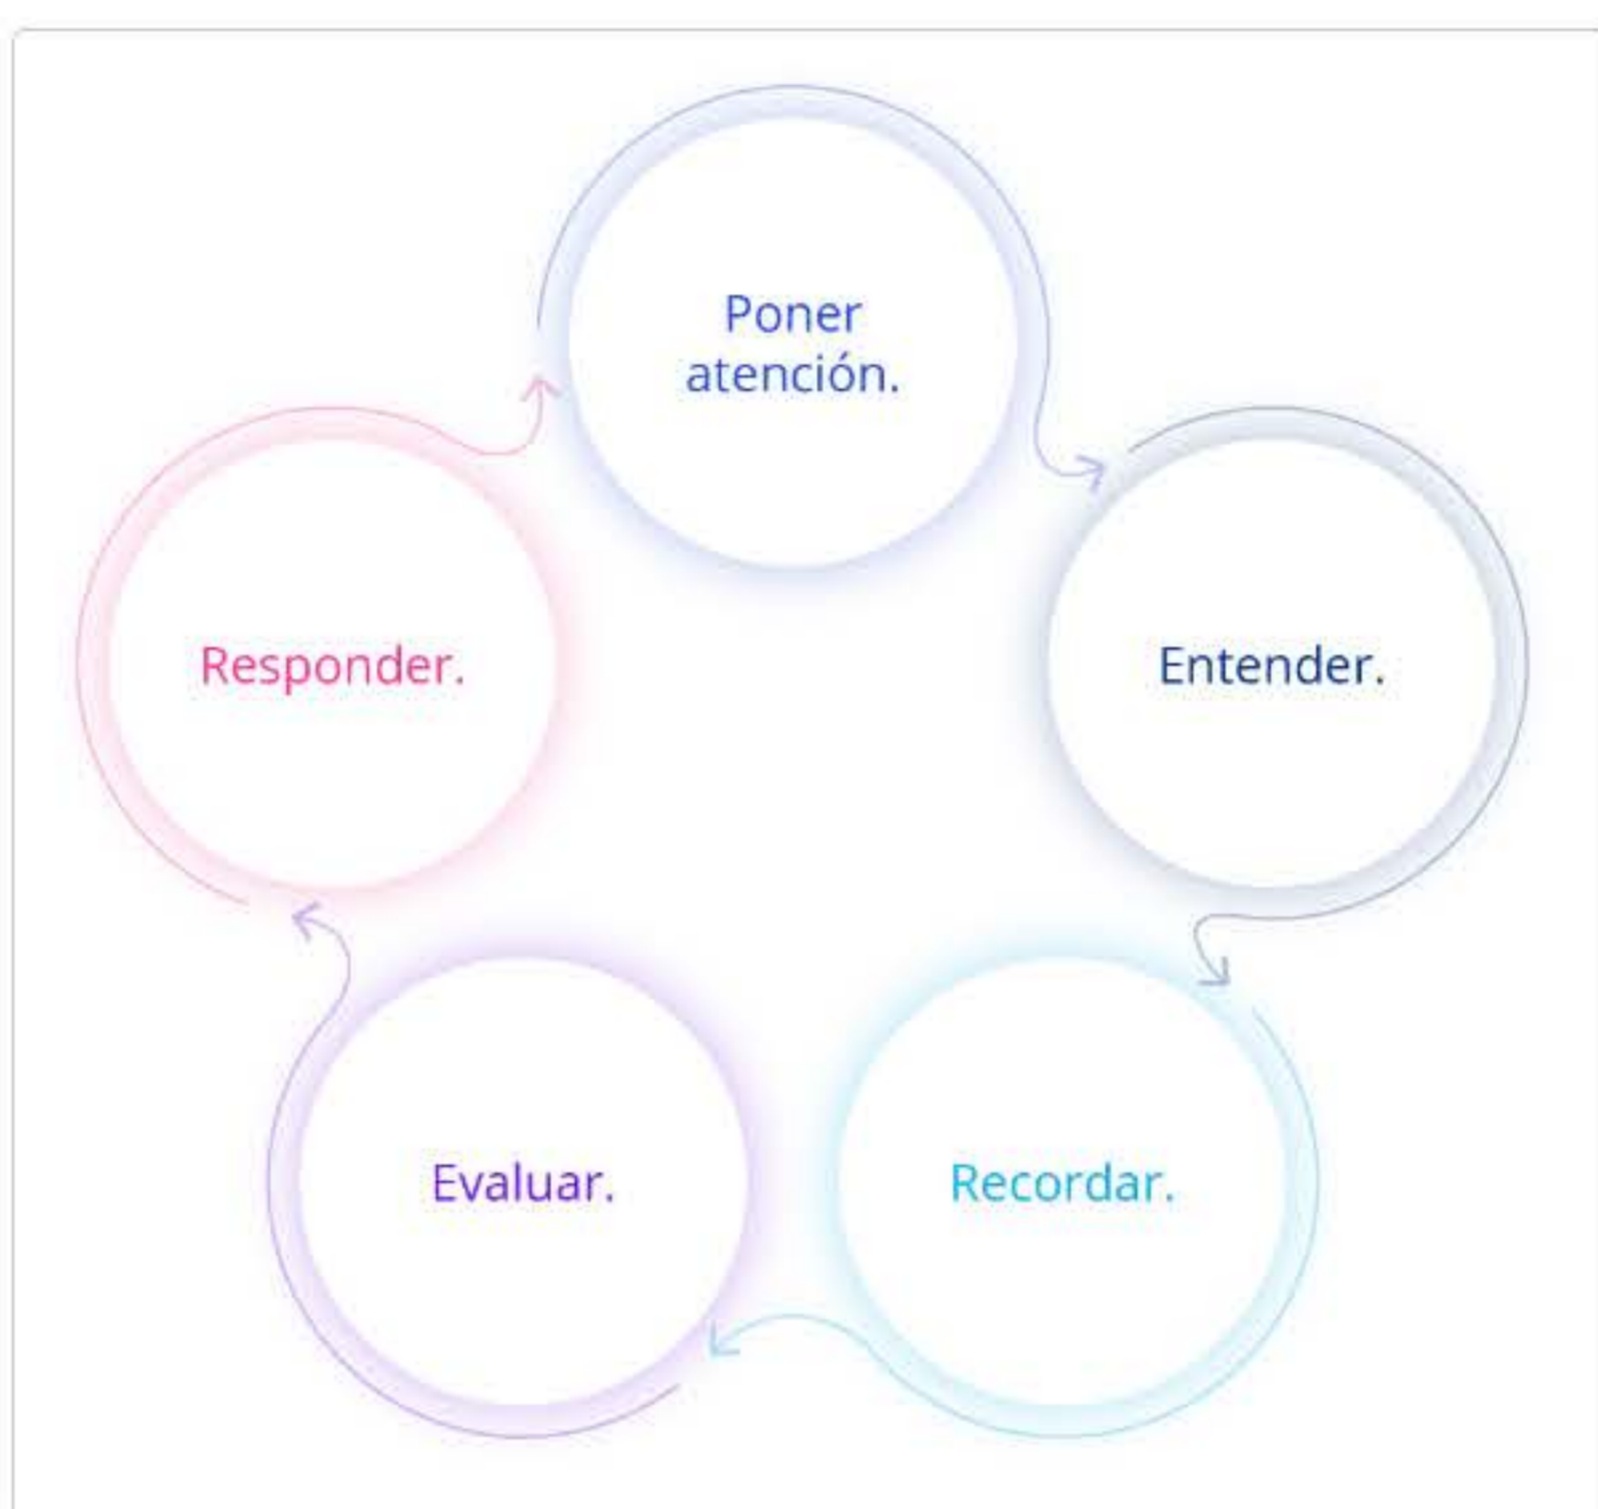 Poner
atención.
Entender.
Recordar.
Evaluar.
Responder.